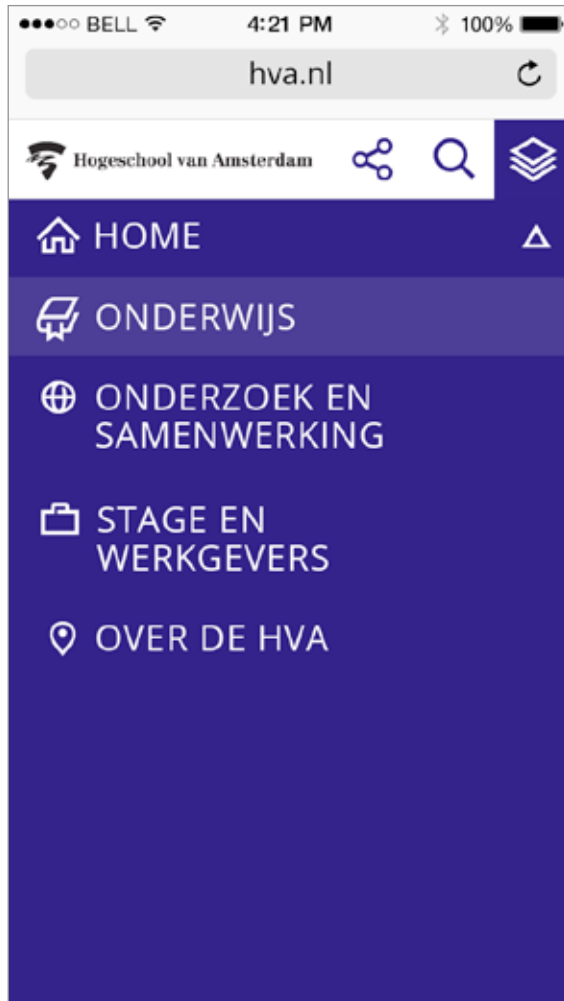 BELL 4:21 PM 100%
hva.nl
Hogeschool van Amsterdam
HOME
ONDERWIJS
ONDERZOEK EN
SAMENWERKING
STAGE EN
WERKGEVERS
OVER DE HVA